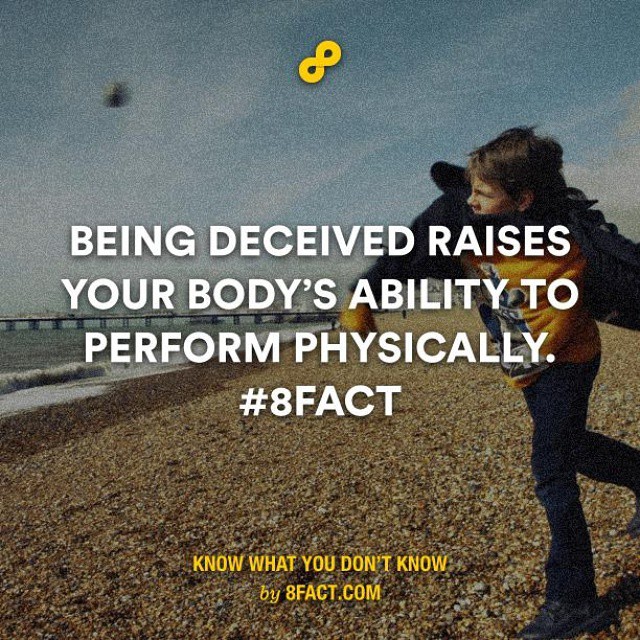 BEING DECEIVED RAISES
YOUR BODY'S ABILITY TO
PERFORM PHYSICALLY.
#8FACT
KNOW WHAT YOU DON'T KNOW
by 8FACT.COM